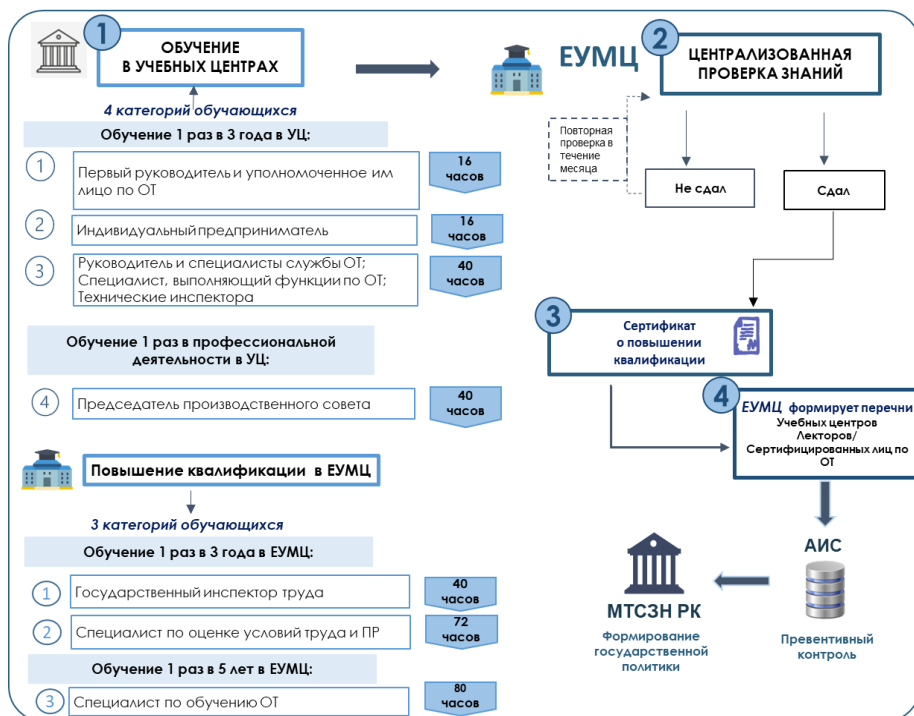 1
ОБУЧЕНИЕ
В УЧЕБНЫХ ЦЕНТРАХ
4 категорий обучающихся
Обучение 1 раз в 3 года в УЦ:
1
Первый руководитель и уполномоченное им
лицо по ОТ
16
часов
2
Индивидуальный предприниматель
16
часов
3
Руководитель и специалисты службы ОТ;
Специалист, выполняющий функции по ОТ;
Технические инспектора
40
часов
Обучение 1 раз в профессиональной
деятельности в УЦ:
4
Председатель производственного совета
40
часов
Повышение квалификации в ЕУМЦ
3 категорий обучающихся
Обучение 1 раз в 3 года в ЕУМЦ:
1
Государственный инспектор труда
40
часов
2
Специалист по оценке условий труда и ПР
72
часов
Обучение 1 раз в 5 лет в ЕУМЦ:
3
Специалист по обучению ОТ
80
часов
ЕУМЦ
2
ЦЕНТРАЛИЗОВАННАЯ
ПРОВЕРКА ЗНАНИЙ
Повторная
проверка в
течение
месяца
Не сдал
Сдал
3
Сертификат
о повышении
квалификации
4
ЕУМЦ формирует перечни
Учебных центров
Лекторов/
Сертифицированных лиц по
ОТ
АИС
Превентивный
контроль
МТСЗН РК
Формирование
государственной
политики